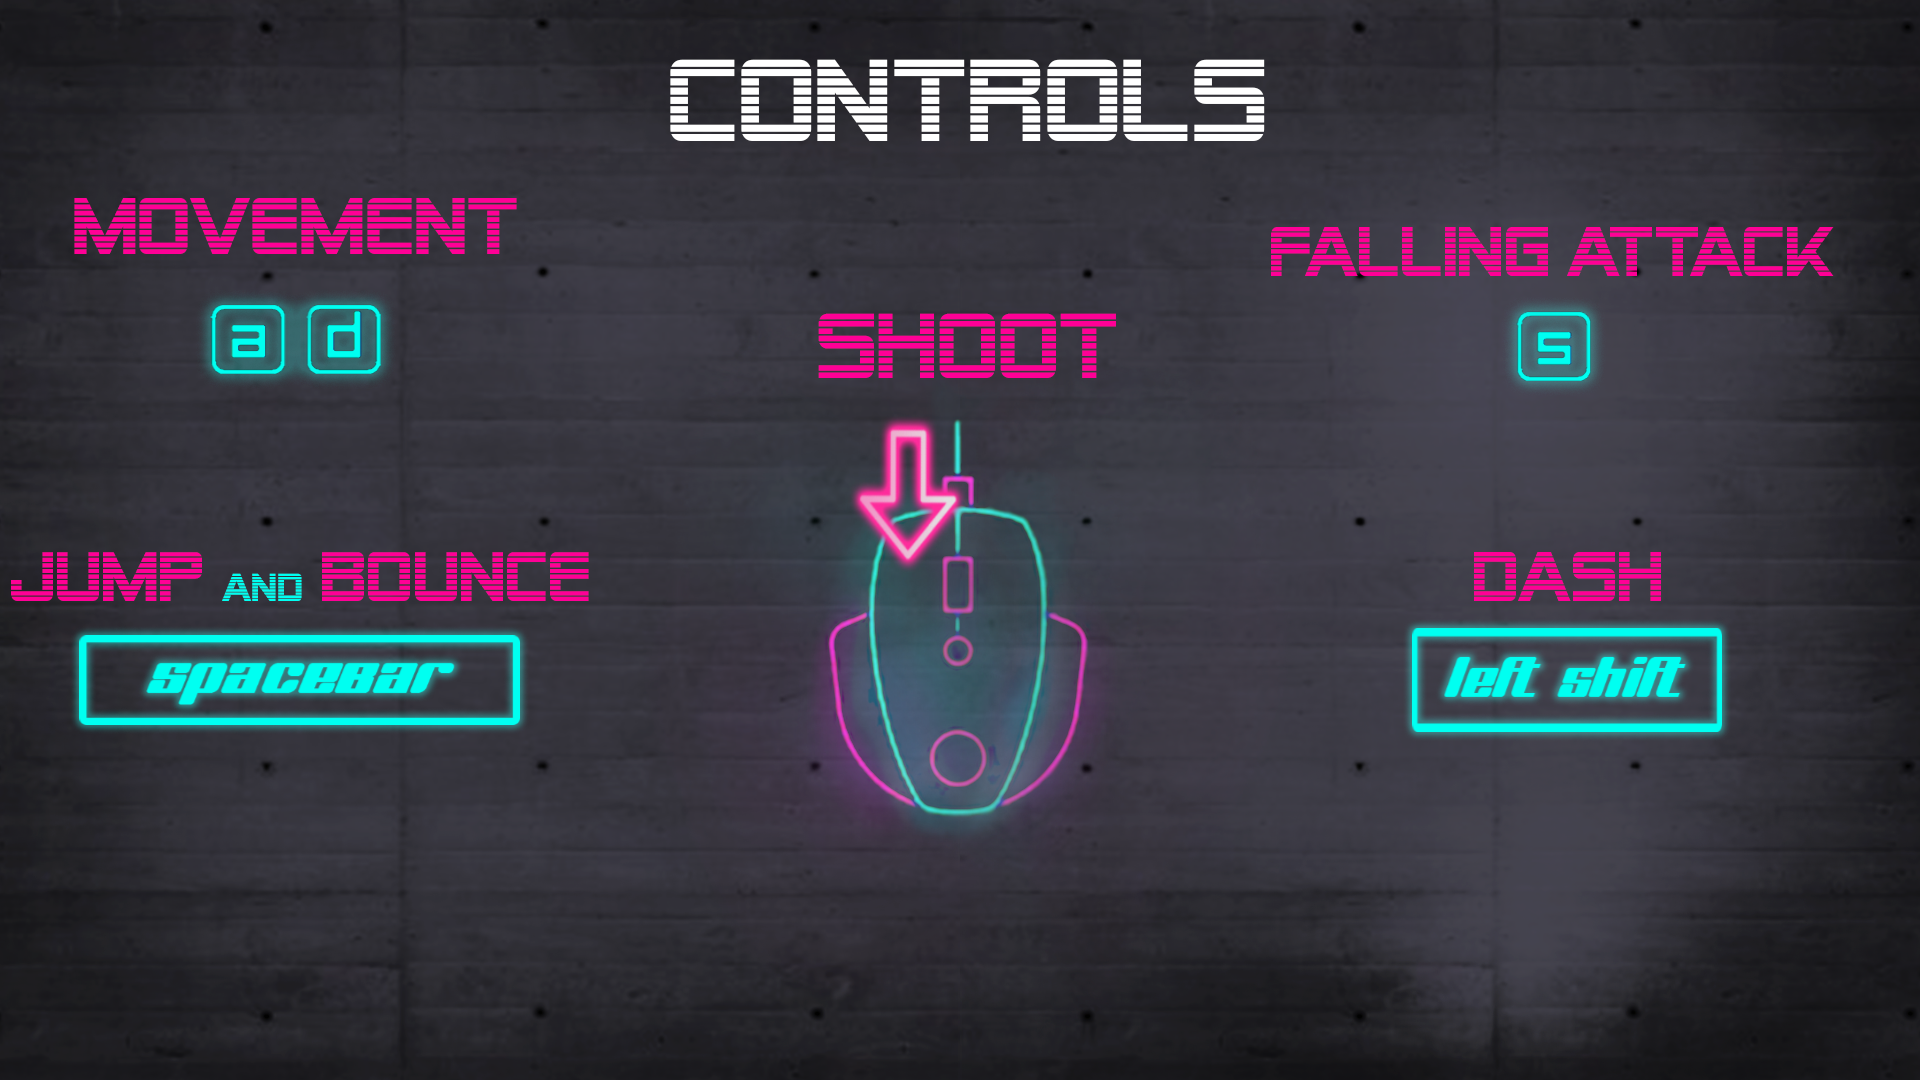 CONTROLS
MOVEMENT
a d
JUMP AND BOUNCE
spacebar
SHOOT
FALLING ATTACK
s
DASH
left shift